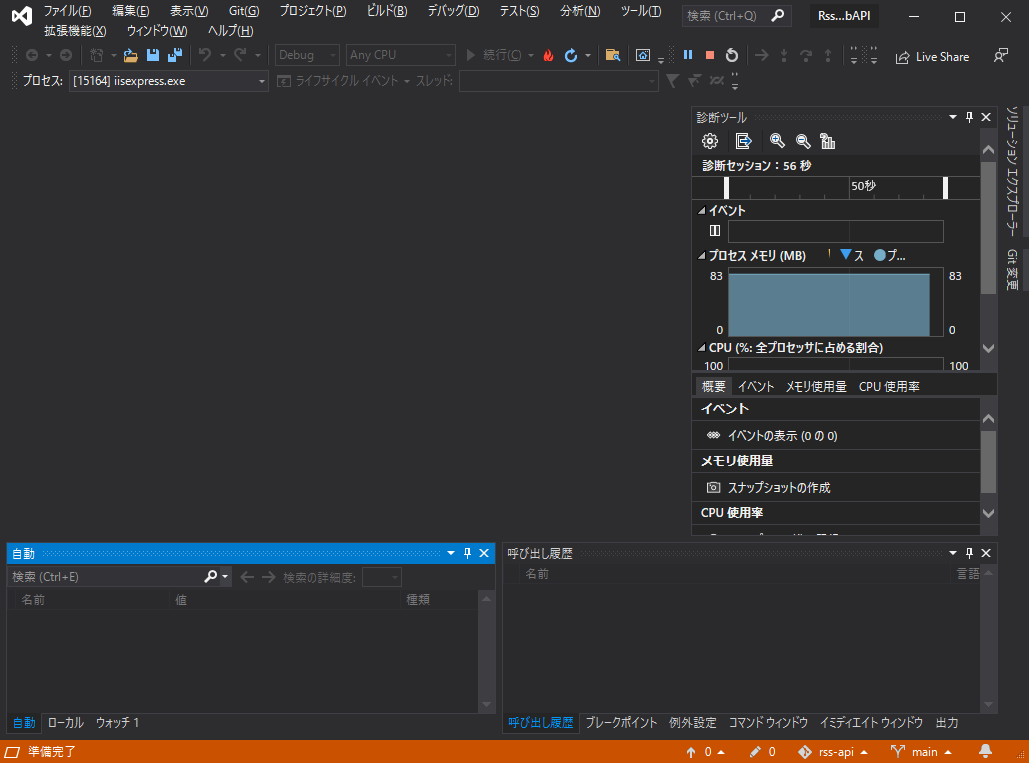 ファイル(F) 編集(E) 表示(V) Git(G) プロジェクト(P) ビルド(B) デバッグ(D) テスト(S) 分析(N) ツール(T) 検索 (Ctrl+Q) Rss...bAPI
拡張機能(X) ウィンドウ(W) ヘルプ(H)
Debug Any CPU 続行(C) Live Share
プロセス: [15164] iisexpress.exe ライフサイクル イベント スレッド:
診断ツール
診断セッション：56 秒
50秒
イベント
プロセス メモリ (MB) ス プ...
83 83
0 0
CPU (%: 全プロセッサに占める割合)
100 100
概要 イベント メモリ使用量 CPU 使用率
イベント
イベントの表示 (0 の 0)
メモリ使用量
スナップショットの作成
CPU 使用率
ソリューション エクスプローラー
Git 変更
自動
検索 (Ctrl+E) 検索の詳細度:
名前 値 種類
自動 ローカル ウォッチ 1
呼び出し履歴
名前 言語
呼び出し履歴 ブレークポイント 例外設定 コマンド ウィンドウ イミディエイト ウィンドウ 出力
準備完了 0 0 rss-api main